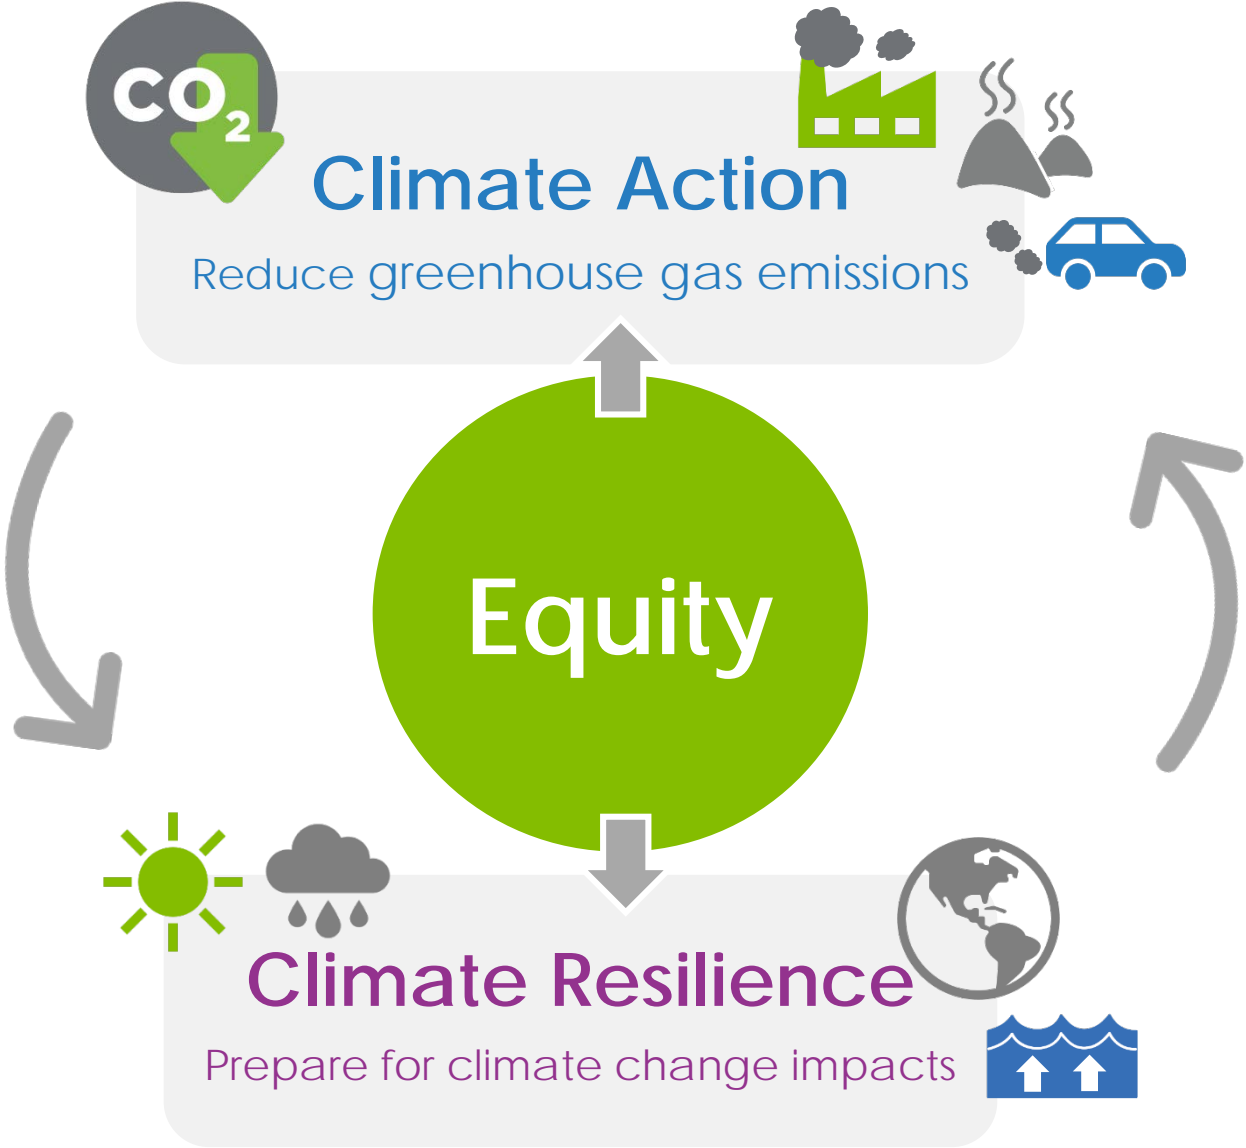 CO₂
Climate Action
Reduce greenhouse gas emissions
Equity
Climate Resilience
Prepare for climate change impacts